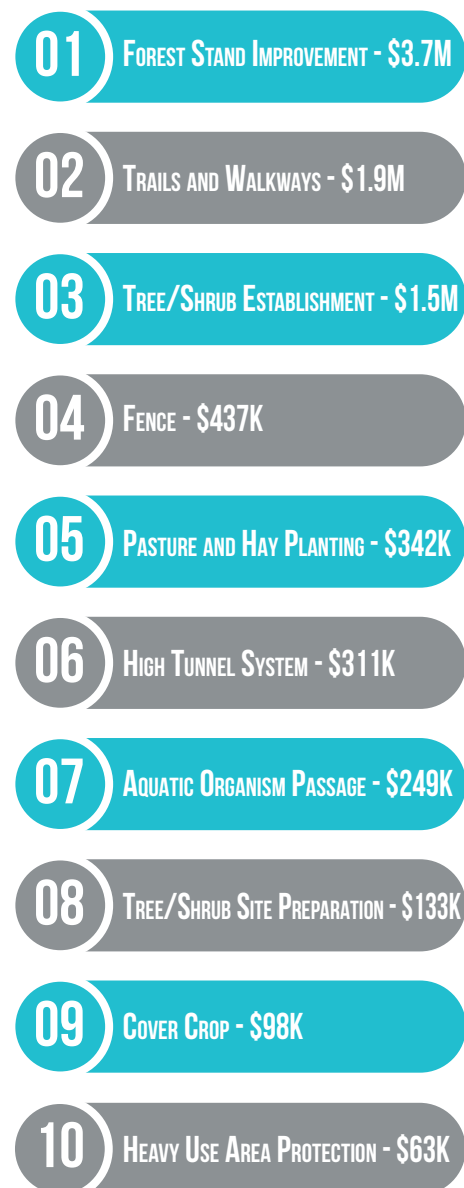 01 Forest Stand Improvement - $3.7M
02 Trails and Walkways - $1.9M
03 Tree/Shrub Establishment - $1.5M
04 Fence - $437K
05 Pasture and Hay Planting - $342K
06 High Tunnel System - $311K
07 Aquatic Organism Passage - $249K
08 Tree/Shrub Site Preparation - $133K
09 Cover Crop - $98K
10 Heavy Use Area Protection - $63K